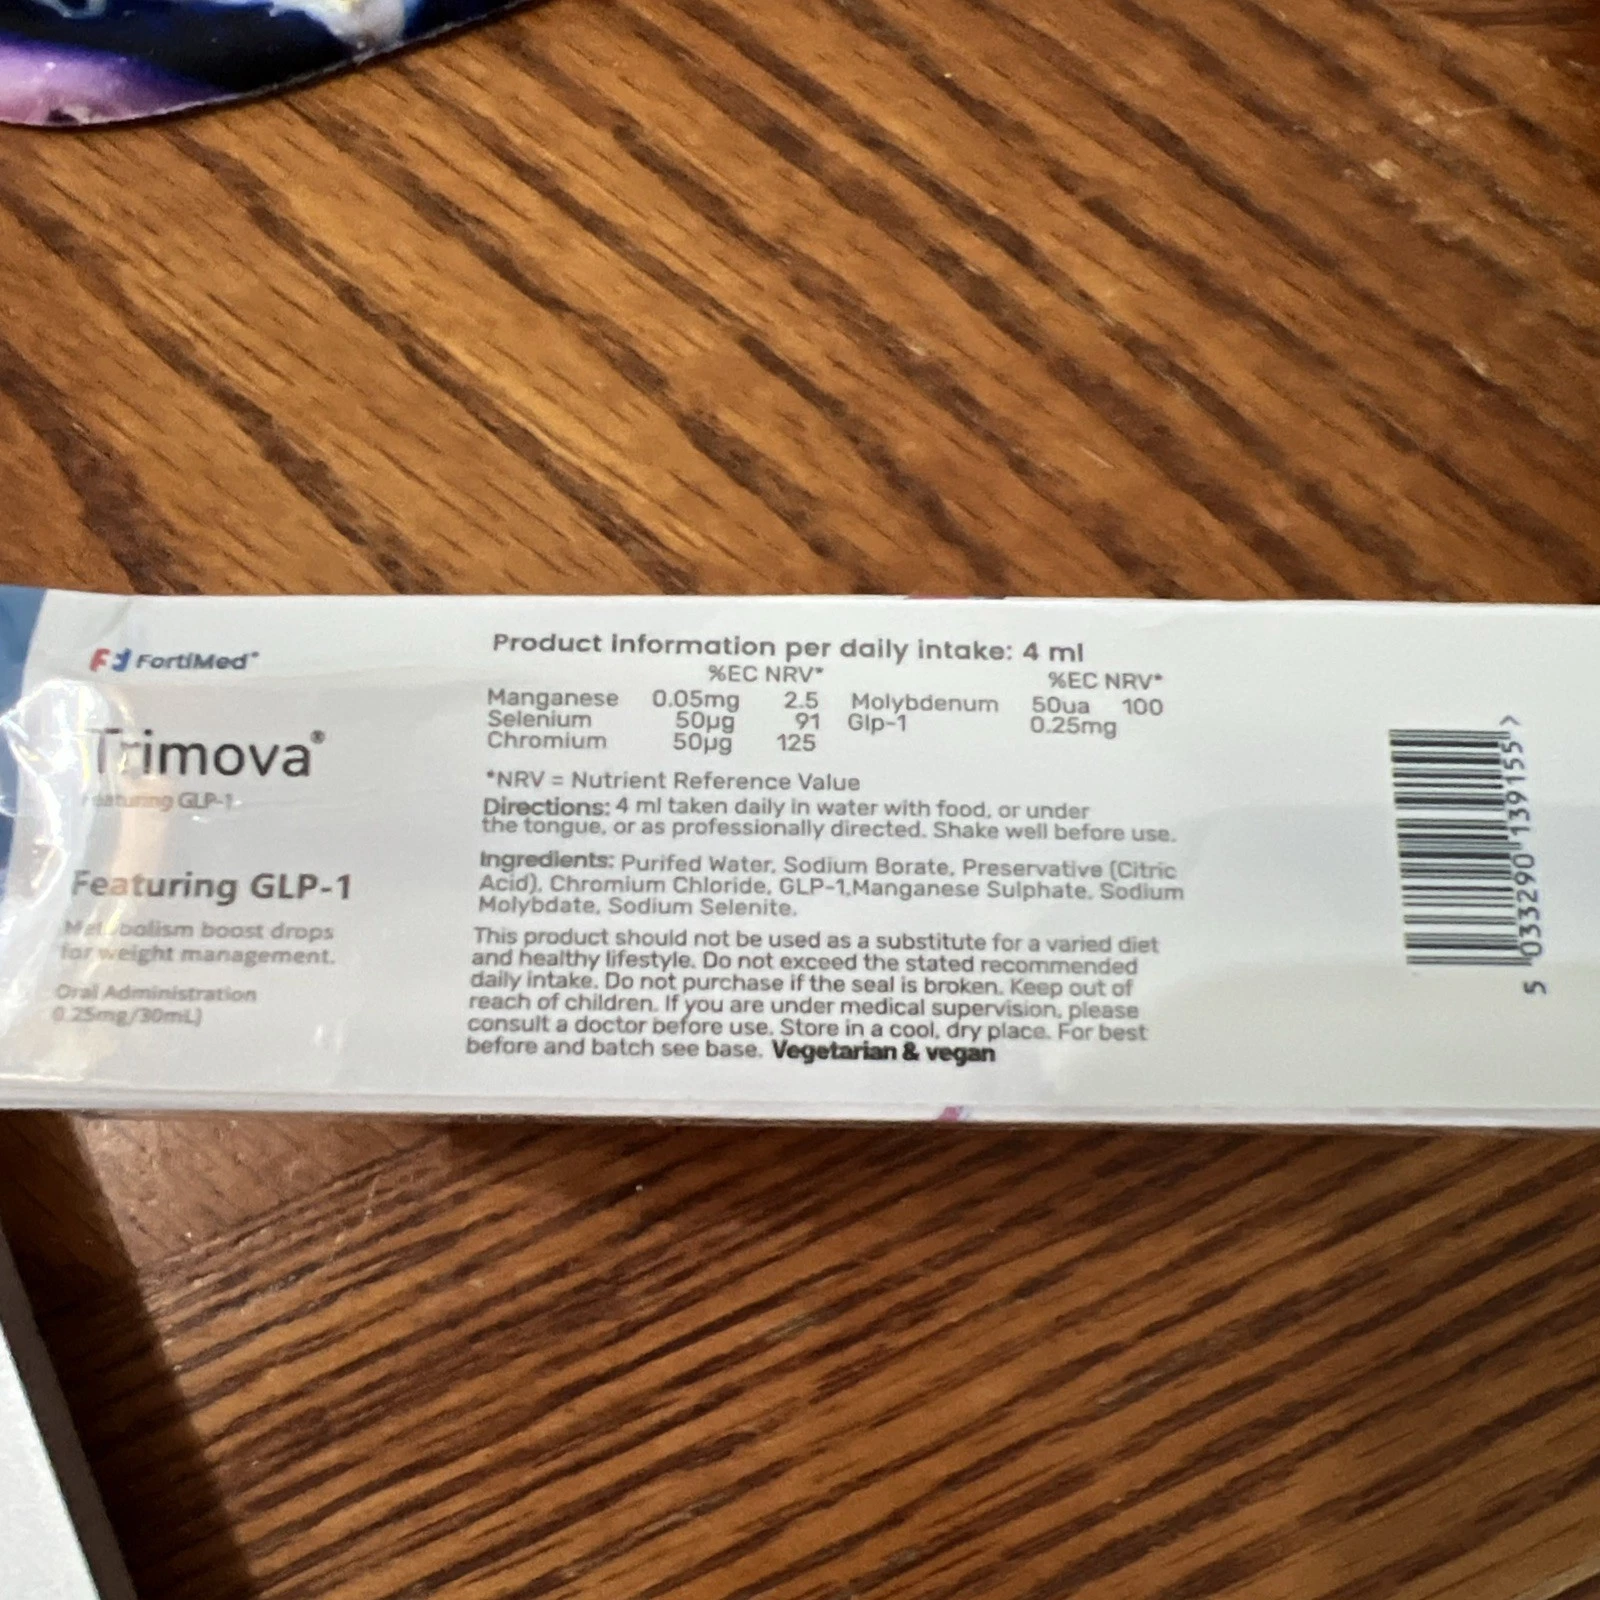 FortiMed®
Trimova®
Featuring GLP-1
Featuring GLP-1
Metabolism boost drops
for weight management.
Oral Administration
0.25mg/30mL)
Product information per daily intake: 4 ml
%EC NRV* %EC NRV*
Manganese 0.05mg 2.5 Molybdenum 50ua 100
Selenium 50µg 91 Glp-1 0.25mg
Chromium 50µg 125
*NRV = Nutrient Reference Value
Directions: 4 ml taken daily in water with food, or under
the tongue, or as professionally directed. Shake well before use.
Ingredients: Purifed Water, Sodium Borate, Preservative (Citric
Acid), Chromium Chloride, GLP-1,Manganese Sulphate, Sodium
Molybdate, Sodium Selenite.
This product should not be used as a substitute for a varied diet
and healthy lifestyle. Do not exceed the stated recommended
daily intake. Do not purchase if the seal is broken. Keep out of
reach of children. If you are under medical supervision, please
consult a doctor before use. Store in a cool, dry place. For best
before and batch see base. Vegetarian & vegan
5 033290 139155 >